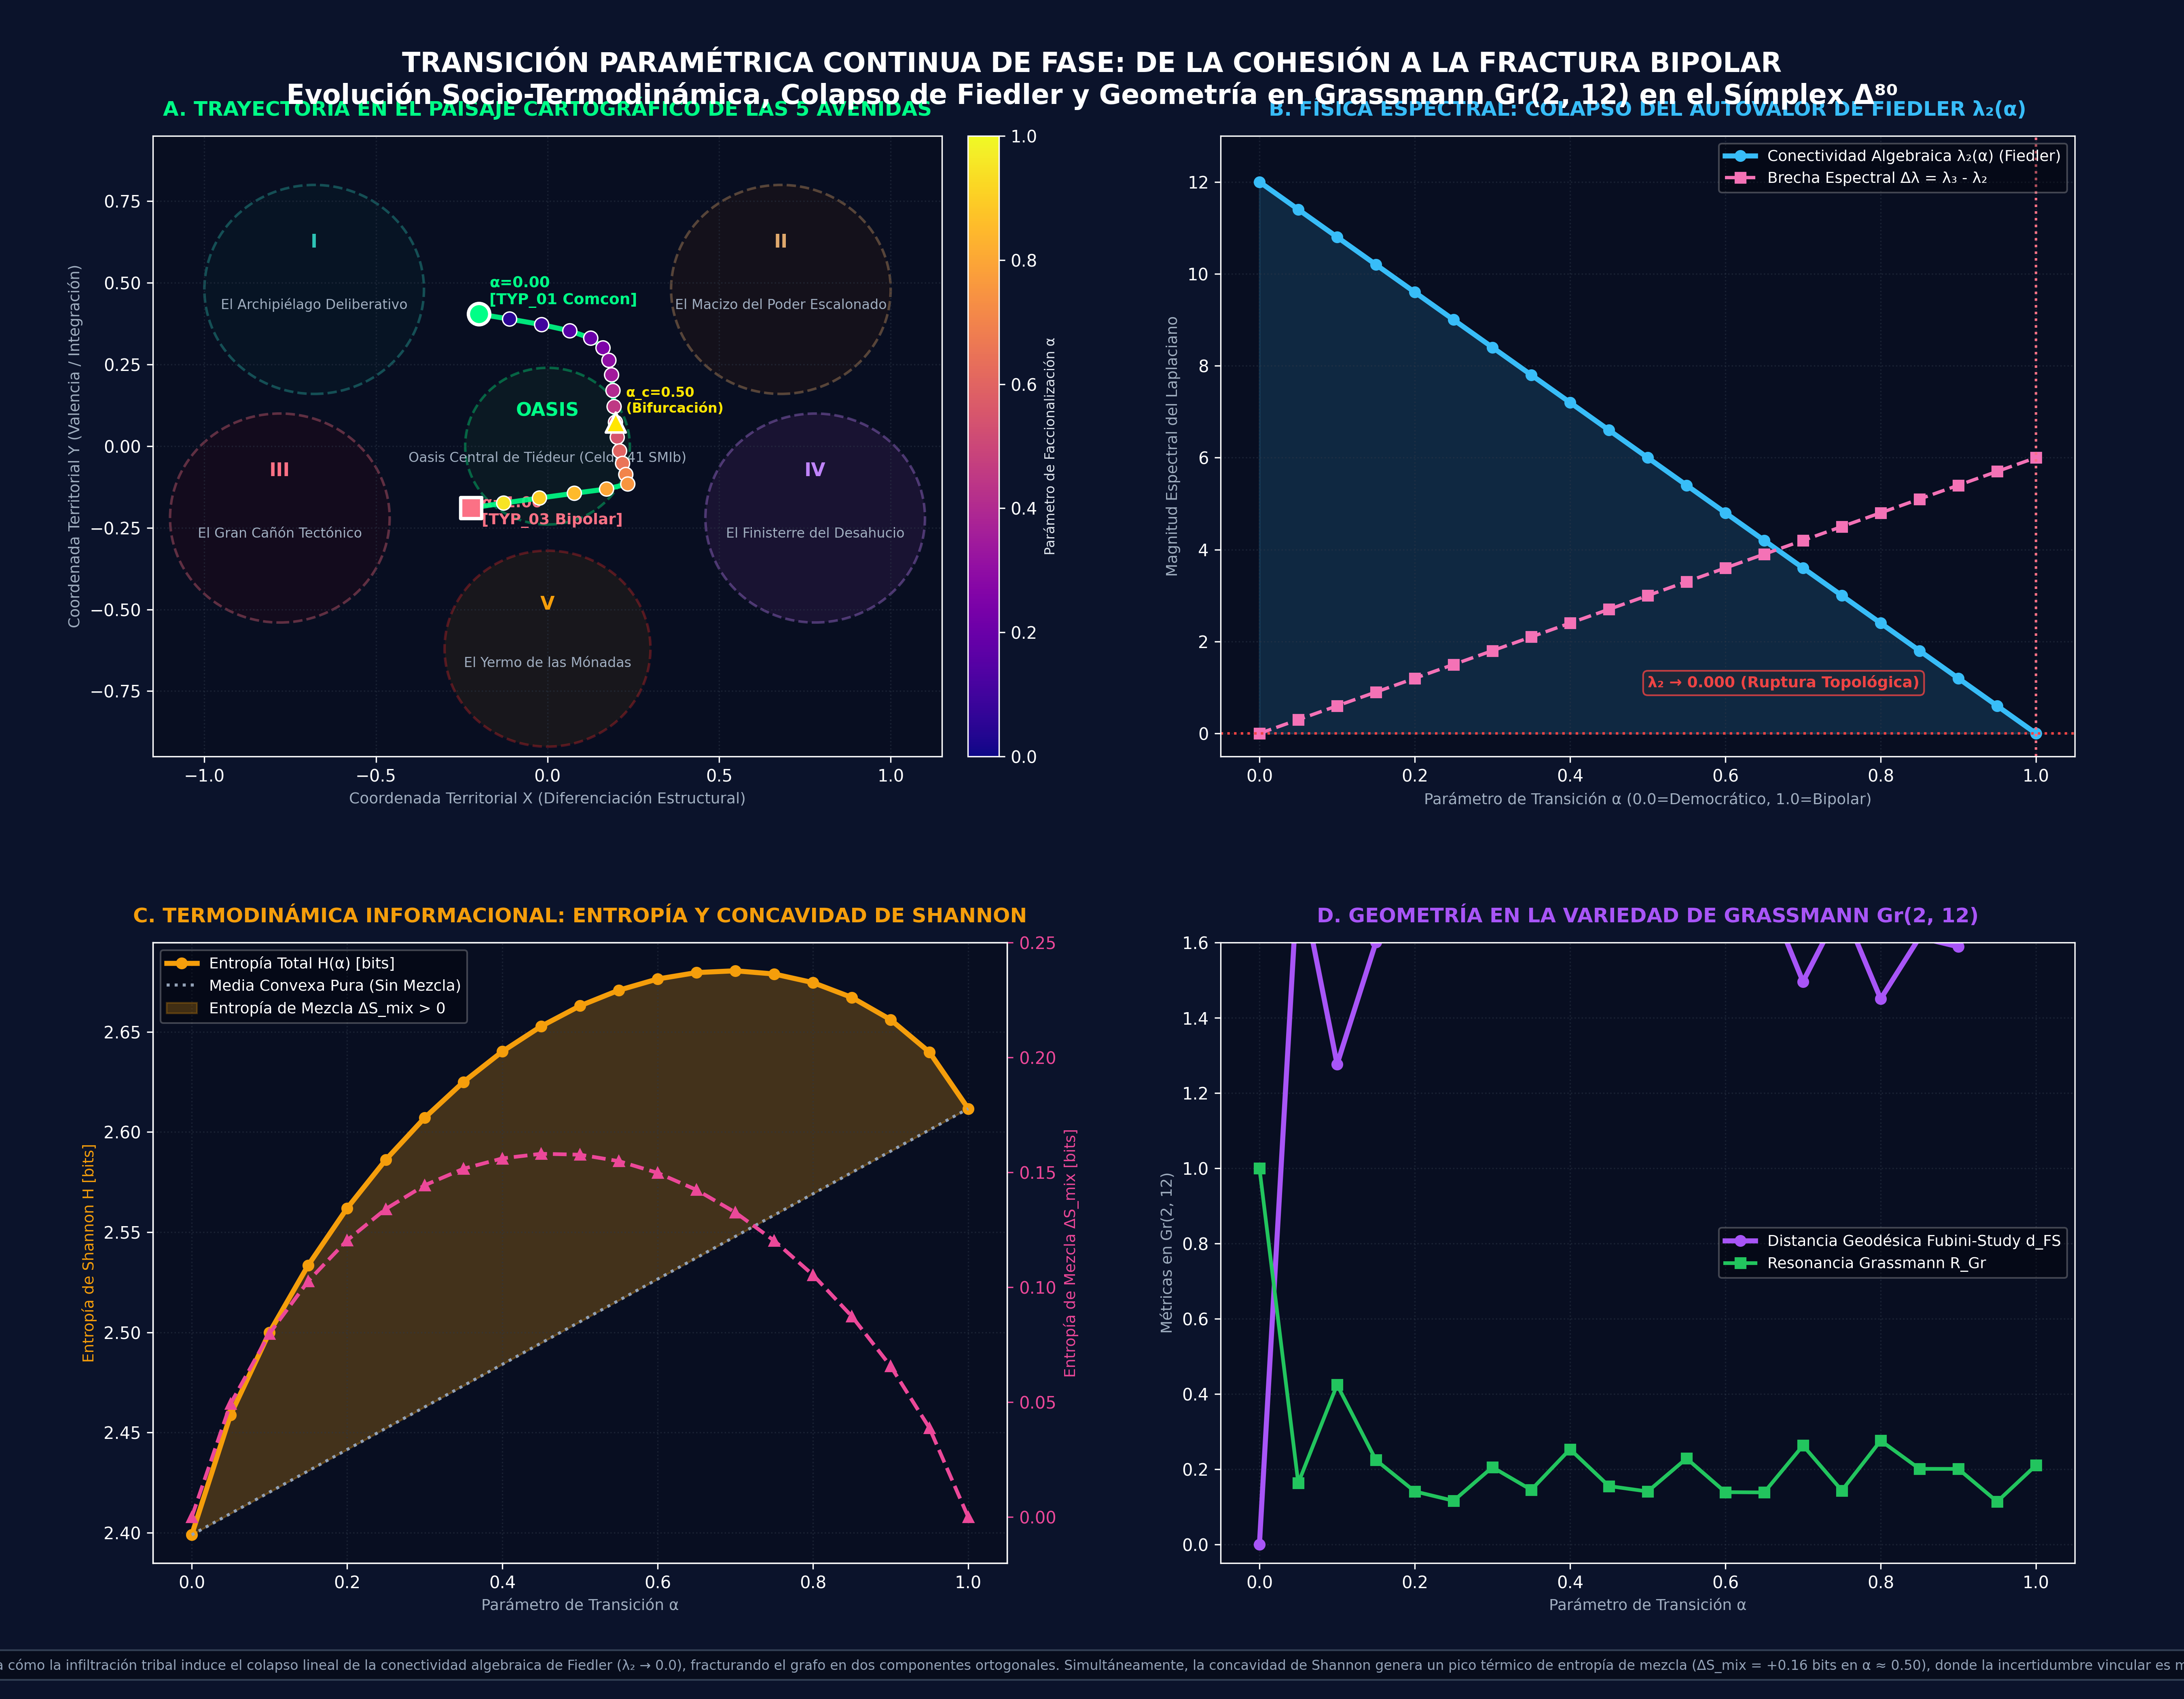 TRANSICIÓN PARAMÉTRICA CONTINUA DE FASE: DE LA COHESIÓN A LA FRACTURA BIPOLAR
Evolución Socio-Termodinámica, Colapso de Fiedler y Geometría en Grassmann Gr(2, 12) en el Símplex Δ⁸⁰
A. TRAYECTORIA EN EL PAISAJE CARTOGRÁFICO DE LAS 5 AVENIDAS
Coordenada Territorial Y (Valencia / Integración)
0.75
0.50
0.25
0.00
−0.25
−0.50
−0.75
I
El Archipiélago Deliberativo
II
El Macizo del Poder Escalonado
α=0.00
[TYP_01 Comcon]
α_c=0.50
(Bifurcación)
OASIS
Oasis Central de Tiédeur (Celda 41 SMIb)
III
El Gran Cañón Tectónico
IV
El Finisterre del Desahucio
[TYP_03 Bipolar]
V
El Yermo de las Mónadas
−1.0 −0.5 0.0 0.5 1.0
Coordenada Territorial X (Diferenciación Estructural)
1.0
0.8
0.6
0.4
0.2
0.0
Parámetro de Faccionalización α
B. FÍSICA ESPECTRAL: COLAPSO DEL AUTOVALOR DE FIEDLER λ₂(α)
Conectividad Algebraica λ₂(α) (Fiedler)
Brecha Espectral Δλ = λ₃ - λ₂
Magnitud Espectral del Laplaciano
12
10
8
6
4
2
0
λ₂ → 0.000 (Ruptura Topológica)
0.0 0.2 0.4 0.6 0.8 1.0
Parámetro de Transición α (0.0=Democrático, 1.0=Bipolar)
C. TERMODINÁMICA INFORMACIONAL: ENTROPÍA Y CONCAVIDAD DE SHANNON
Entropía Total H(α) [bits]
Media Convexa Pura (Sin Mezcla)
Entropía de Mezcla ΔS_mix > 0
Entropía de Shannon H [bits]
2.65
2.60
2.55
2.50
2.45
2.40
0.25
0.20
0.15
0.10
0.05
0.00
Entropía de Mezcla ΔS_mix [bits]
0.0 0.2 0.4 0.6 0.8 1.0
Parámetro de Transición α
D. GEOMETRÍA EN LA VARIEDAD DE GRASSMANN Gr(2, 12)
Métricas en Gr(2, 12)
1.6
1.4
1.2
1.0
0.8
0.6
0.4
0.2
0.0
Distancia Geodésica Fubini-Study d_FS
Resonancia Grassmann R_Gr
0.0 0.2 0.4 0.6 0.8 1.0
Parámetro de Transición α
cómo la infiltración tribal induce el colapso lineal de la conectividad algebraica de Fiedler (λ₂ → 0.0), fracturando el grafo en dos componentes ortogonales. Simultáneamente, la concavidad de Shannon genera un pico térmico de entropía de mezcla (ΔS_mix = +0.16 bits en α ≈ 0.50), donde la incertidumbre vincular es